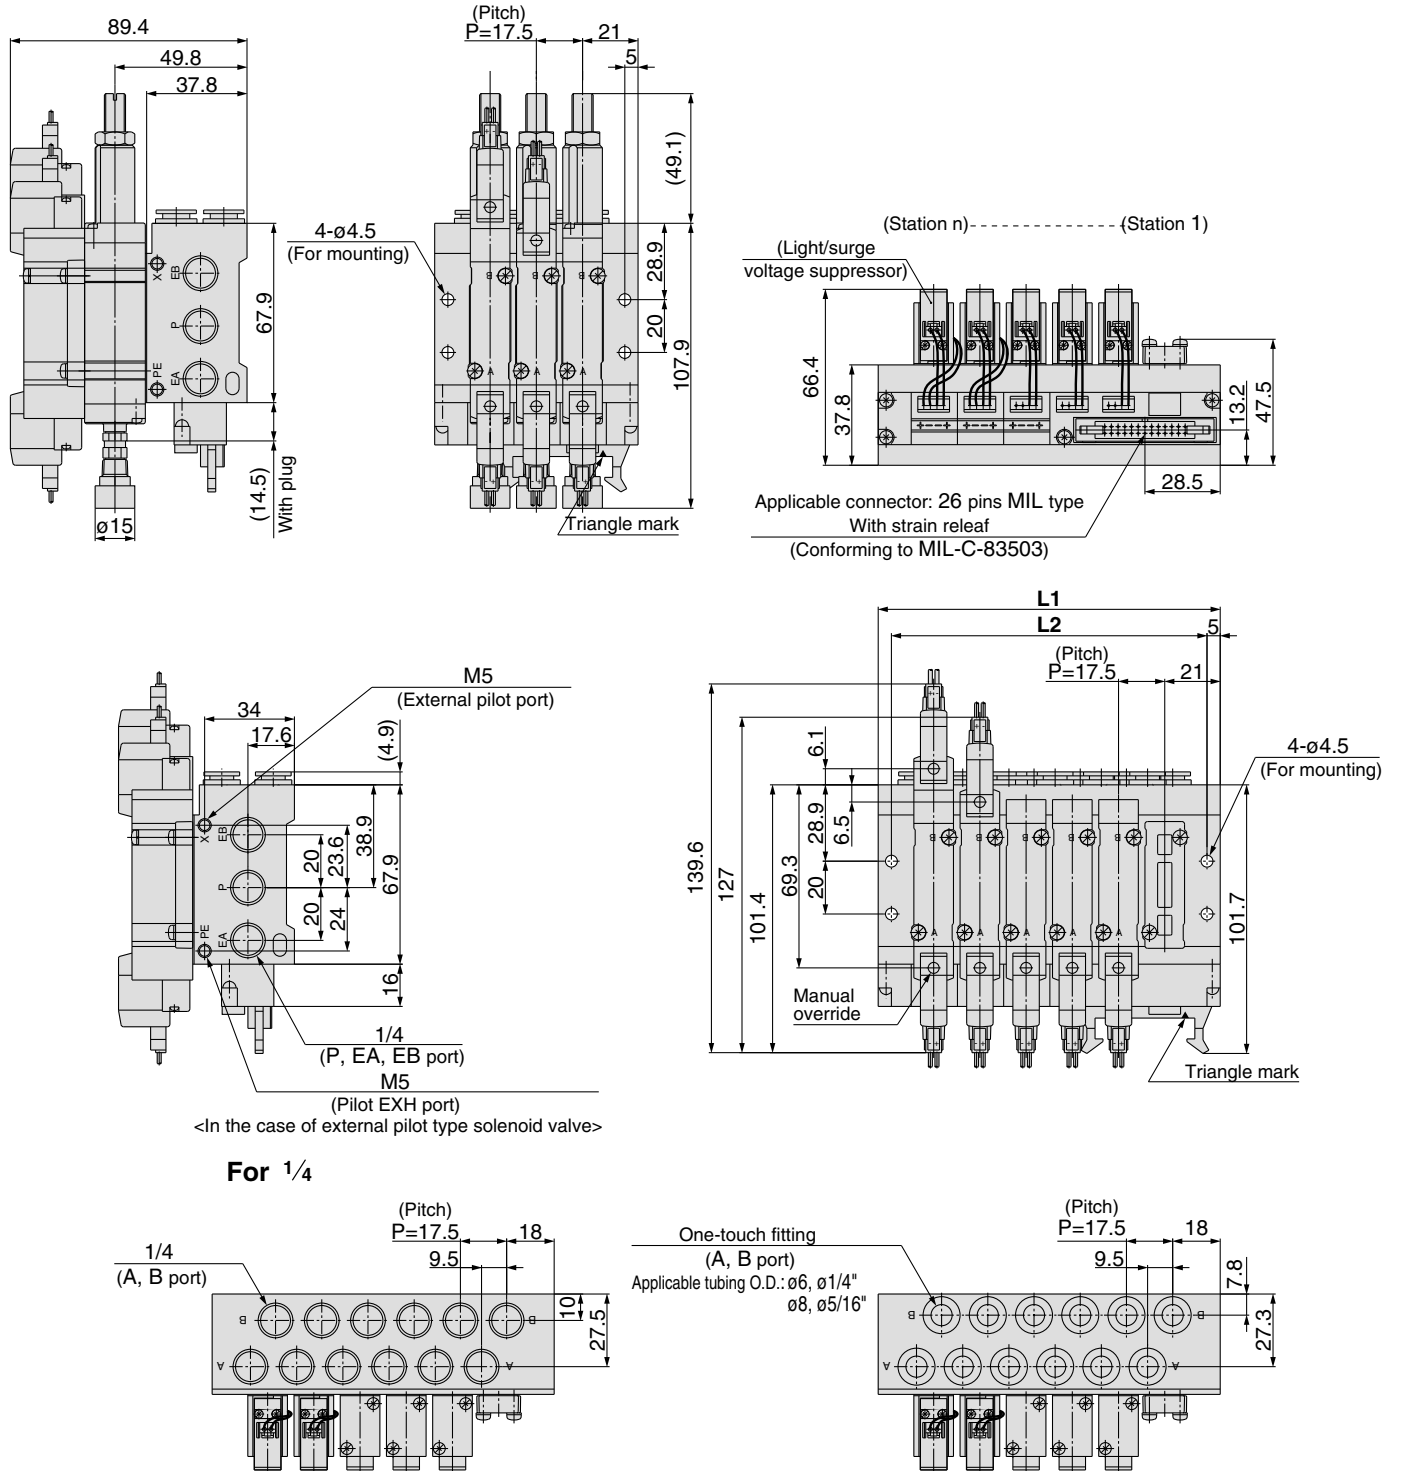 89.4
49.8
37.8
X
EB
P
PE
EA
67.9
(14.5)
With plug
ø15
(Pitch)
P=17.5
21
5
4-ø4.5
(For mounting)
B
B
B
A
A
A
(49.1)
28.9
20
107.9
Triangle mark
(Station n)
(Station 1)
(Light/surge
voltage suppressor)
66.4
37.8
13.2
47.5
28.5
Applicable connector: 26 pins MIL type
With strain releaf
(Conforming to MIL-C-83503)
M5
(External pilot port)
34
17.6
(4.9)
X
EB
P
PE
EA
20
23.6
38.9
67.9
20
24
16
1/4
(P, EA, EB port)
M5
(Pilot EXH port)
<In the case of external pilot type solenoid valve>
L1
L2
5
(Pitch)
P=17.5
21
4-ø4.5
(For mounting)
139.6
127
101.4
69.3
6.1
28.9
6.5
20
B
B
B
B
B
A
A
A
A
A
101.7
Manual
override
Triangle mark
For 1/4
(Pitch)
P=17.5
18
9.5
1/4
(A, B port)
10
27.5
B
B
A
A
One-touch fitting
(A, B port)
Applicable tubing O.D.: ø6, ø1/4"
ø8, ø5/16"
(Pitch)
P=17.5
18
9.5
7.8
27.3
B
B
A
A